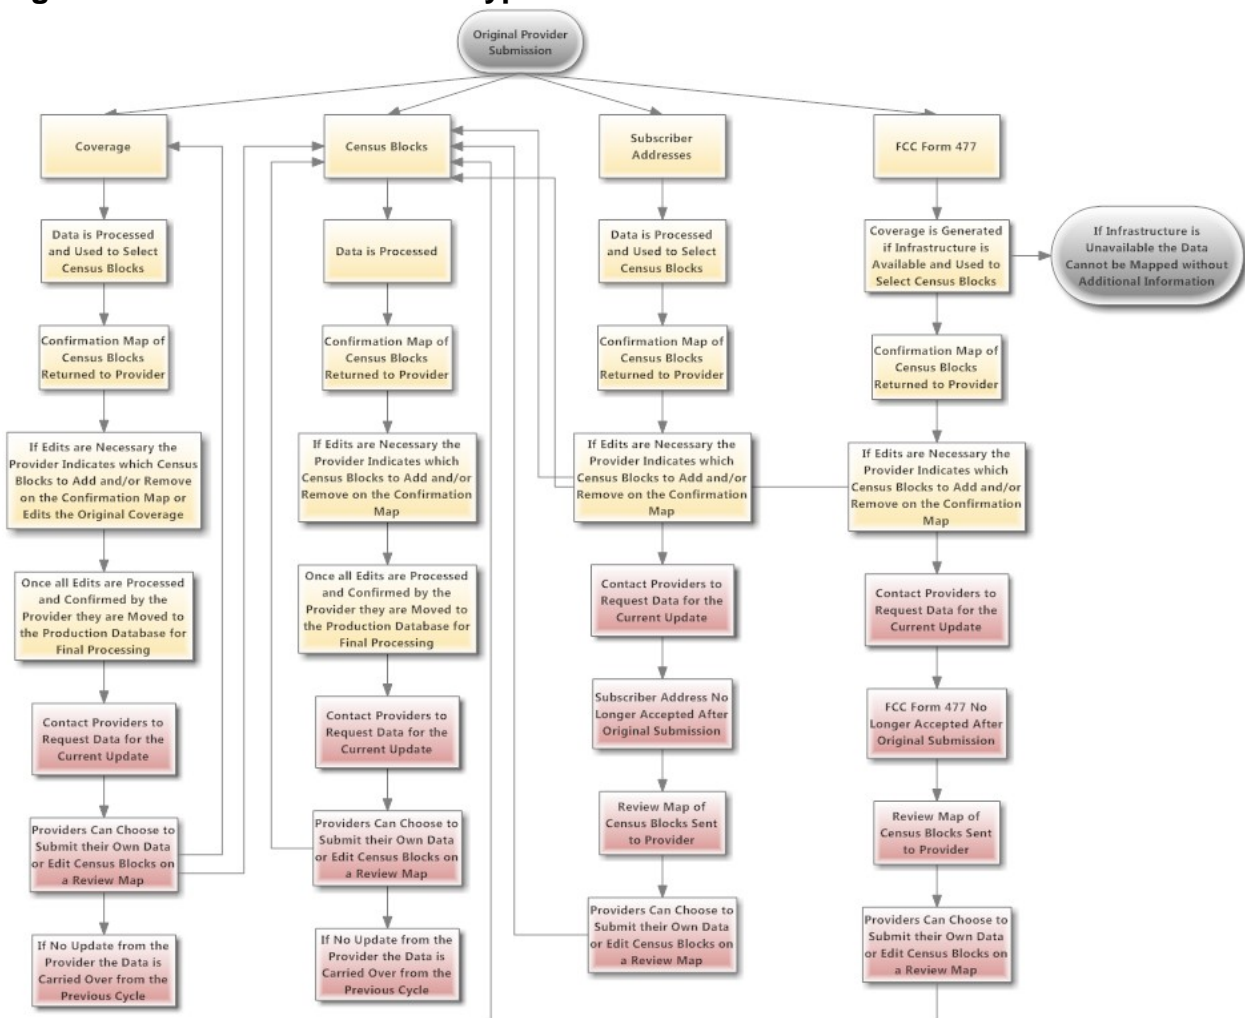 Original Provider
Submission
Coverage
Data is Processed
and Used to Select
Census Blocks
Confirmation Map of
Census Blocks
Returned to Provider
If Edits are Necessary the
Provider Indicates which Census
Blocks to Add and/or Remove
on the Confirmation Map or
Edits the Original Coverage
Once all Edits are Processed
and Confirmed by the
Provider they are Moved to
the Production Database for
Final Processing
Contact Providers to
Request Data for the
Current Update
Providers Can Choose to
Submit their Own Data
or Edit Census Blocks on
a Review Map
If No Update from the
Provider the Data is
Carried Over from the
Previous Cycle
Census Blocks
Data is Processed
Confirmation Map of
Census Blocks
Returned to Provider
If Edits are Necessary the
Provider Indicates which
Census Blocks to Add and/or
Remove on the Confirmation
Map
Once all Edits are Processed
and Confirmed by the
Provider they are Moved to
the Production Database for
Final Processing
Contact Providers to
Request Data for the
Current Update
Providers Can Choose to
Submit their Own Data
or Edit Census Blocks on
a Review Map
If No Update from the
Provider the Data is
Carried Over from the
Previous Cycle
Subscriber
Addresses
Data is Processed
and Used to Select
Census Blocks
Confirmation Map of
Census Blocks
Returned to Provider
If Edits are Necessary the
Provider Indicates which
Census Blocks to Add and/or
Remove on the Confirmation
Map
Contact Providers to
Request Data for the
Current Update
Subscriber Address No
Longer Accepted After
Original Submission
Review Map of
Census Blocks Sent
to Provider
Providers Can Choose to
Submit their Own Data
or Edit Census Blocks on
a Review Map
FCC Form 477
Coverage is Generated
if Infrastructure is
Available and Used to
Select Census Blocks
If Infrastructure is
Unavailable the Data
Cannot be Mapped without
Additional Information
Confirmation Map of
Census Blocks
Returned to Provider
If Edits are Necessary the
Provider Indicates which
Census Blocks to Add and/or
Remove on the Confirmation
Map
Contact Providers to
Request Data for the
Current Update
FCC Form 477 No
Longer Accepted After
Original Submission
Review Map of
Census Blocks Sent
to Provider
Providers Can Choose to
Submit their Own Data
or Edit Census Blocks on
a Review Map